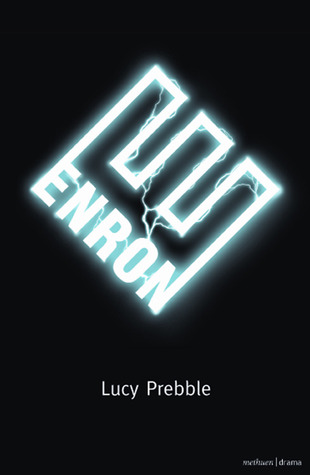 ENRON
Lucy Prebble
methuen | drama